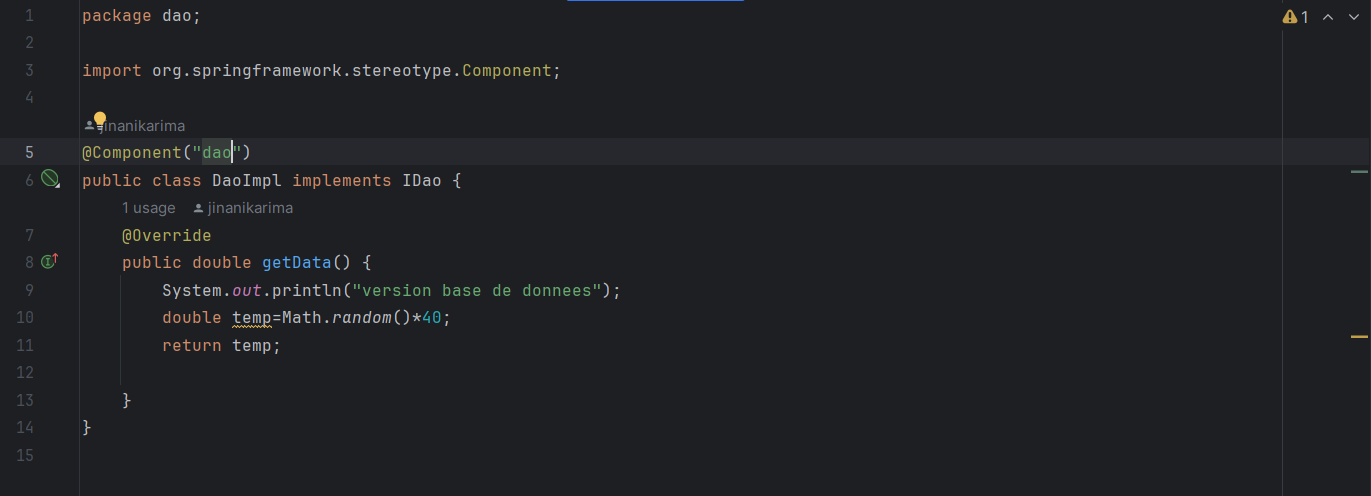 1 package dao;
2
3 import org.springframework.stereotype.Component;
4
jinanikarima
5 @Component("dao")
6 public class DaoImpl implements IDao {
1 usage jinanikarima
7 @Override
8 public double getData() {
9 System.out.println("version base de donnees");
10 double temp=Math.random()*40;
11 return temp;
12
13 }
14 }
15
1